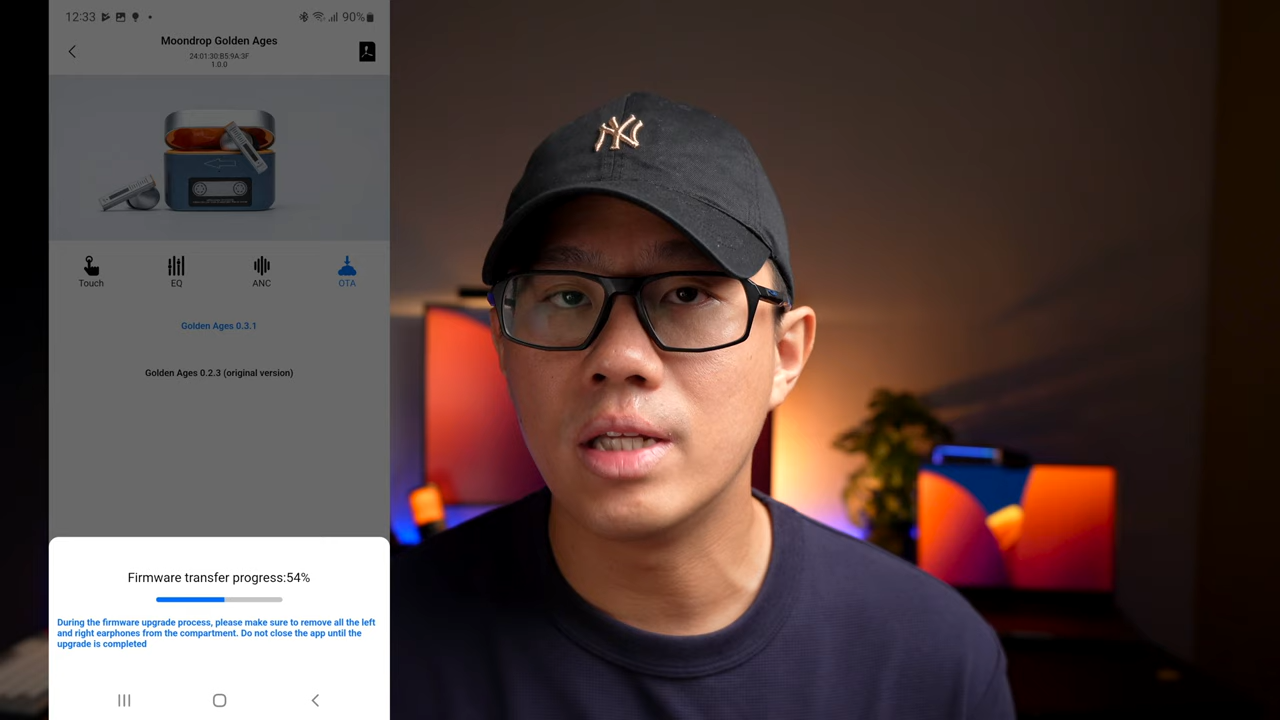 12:33
90%
Moondrop Golden Ages
24:01:30:B5:9A:3F
1.0.0
Touch
EQ
ANC
OTA
Golden Ages 0.3.1
Golden Ages 0.2.3 (original version)
Firmware transfer progress:54%
During the firmware upgrade process, please make sure to remove all the left
and right earphones from the compartment. Do not close the app until the
upgrade is completed
NY